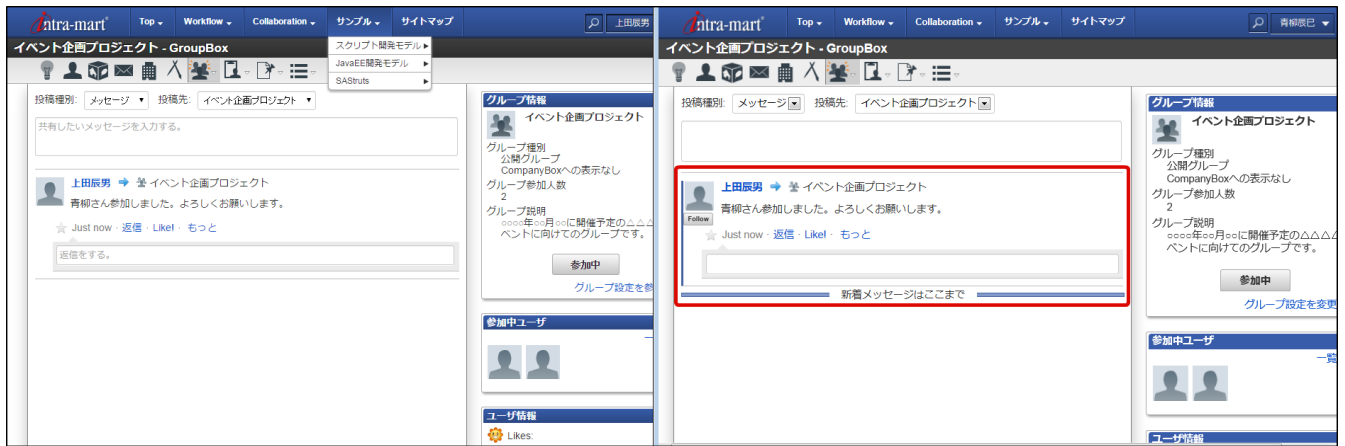 intra-mart
Top
Workflow
Collaboration
サンプル
サイトマップ
上田辰男
イベント企画プロジェクト - GroupBox
スクリプト開発モデル
JavaEE開発モデル
SAStruts
投稿種別:
メッセージ
投稿先:
イベント企画プロジェクト
共有したいメッセージを入力する。
上田辰男
イベント企画プロジェクト
青柳さん参加しました。よろしくお願いします。
Just now · 返信 · Like! · もっと
返信をする。
グループ情報
イベント企画プロジェクト
グループ種別
公開グループ
CompanyBoxへの表示なし
グループ参加人数
2
グループ説明
○○○○年○○月○○に開催予定の△△△
ベントに向けてのグループです。
参加中
グループ設定を参
参加中ユーザ
ユーザ情報
Likes:
intra-mart
Top
Workflow
Collaboration
サンプル
サイトマップ
青柳辰巳
イベント企画プロジェクト - GroupBox
投稿種別:
メッセージ
投稿先:
イベント企画プロジェクト
上田辰男
イベント企画プロジェクト
青柳さん参加しました。よろしくお願いします。
Follow
Just now · 返信 · Like! · もっと
新着メッセージはここまで
グループ情報
イベント企画プロジェクト
グループ種別
公開グループ
CompanyBoxへの表示なし
グループ参加人数
2
グループ説明
○○○○年○○月○○に開催予定の△△△△
ベントに向けてのグループです。
参加中
グループ設定を変更
参加中ユーザ
一覧
ユーザ情報